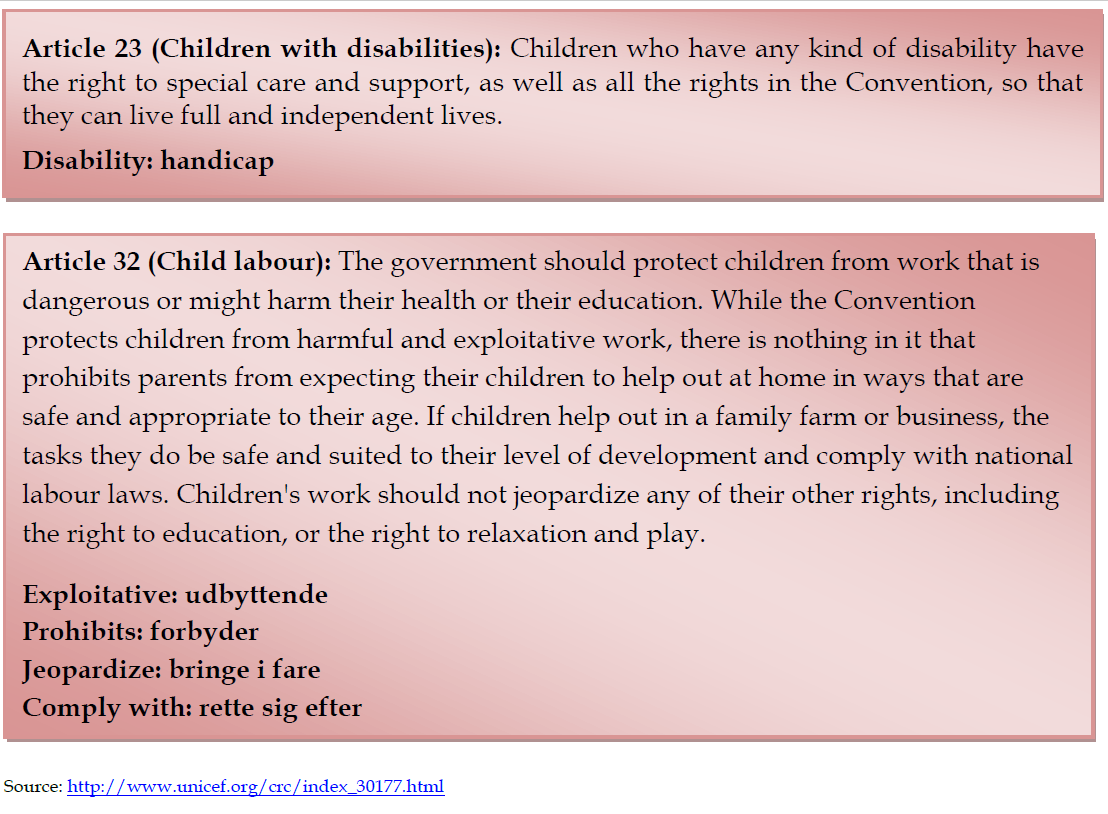 Article 23 (Children with disabilities): Children who have any kind of disability have
the right to special care and support, as well as all the rights in the Convention, so that
they can live full and independent lives.
Disability: handicap
Article 32 (Child labour): The government should protect children from work that is
dangerous or might harm their health or their education. While the Convention
protects children from harmful and exploitative work, there is nothing in it that
prohibits parents from expecting their children to help out at home in ways that are
safe and appropriate to their age. If children help out in a family farm or business, the
tasks they do be safe and suited to their level of development and comply with national
labour laws. Children's work should not jeopardize any of their other rights, including
the right to education, or the right to relaxation and play.
Exploitative: udbyttende
Prohibits: forbyder
Jeopardize: bringe i fare
Comply with: rette sig efter
Source: http://www.unicef.org/crc/index_30177.html